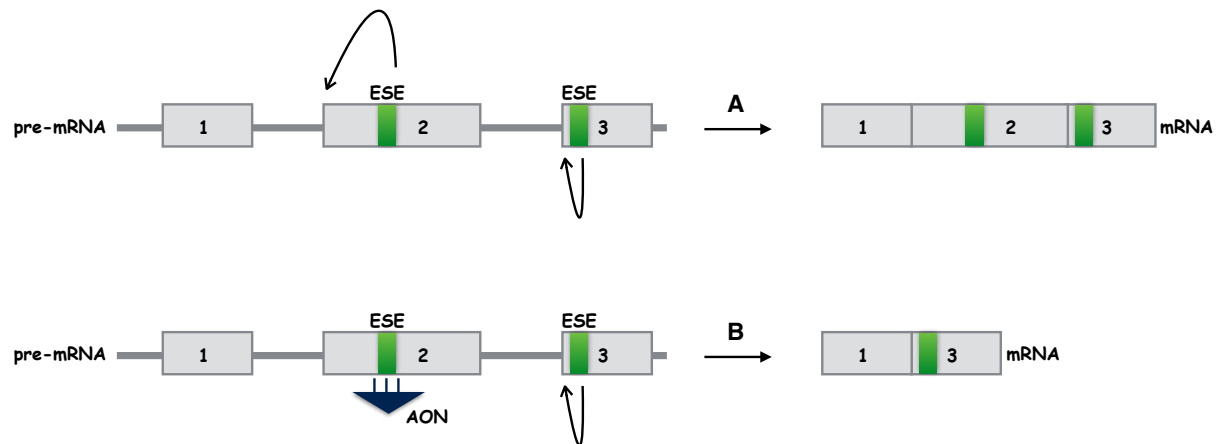 ESE ESE
pre-mRNA 1 2 3 A 1 2 3 mRNA
ESE ESE
pre-mRNA 1 2 3 B 1 3 mRNA
AON